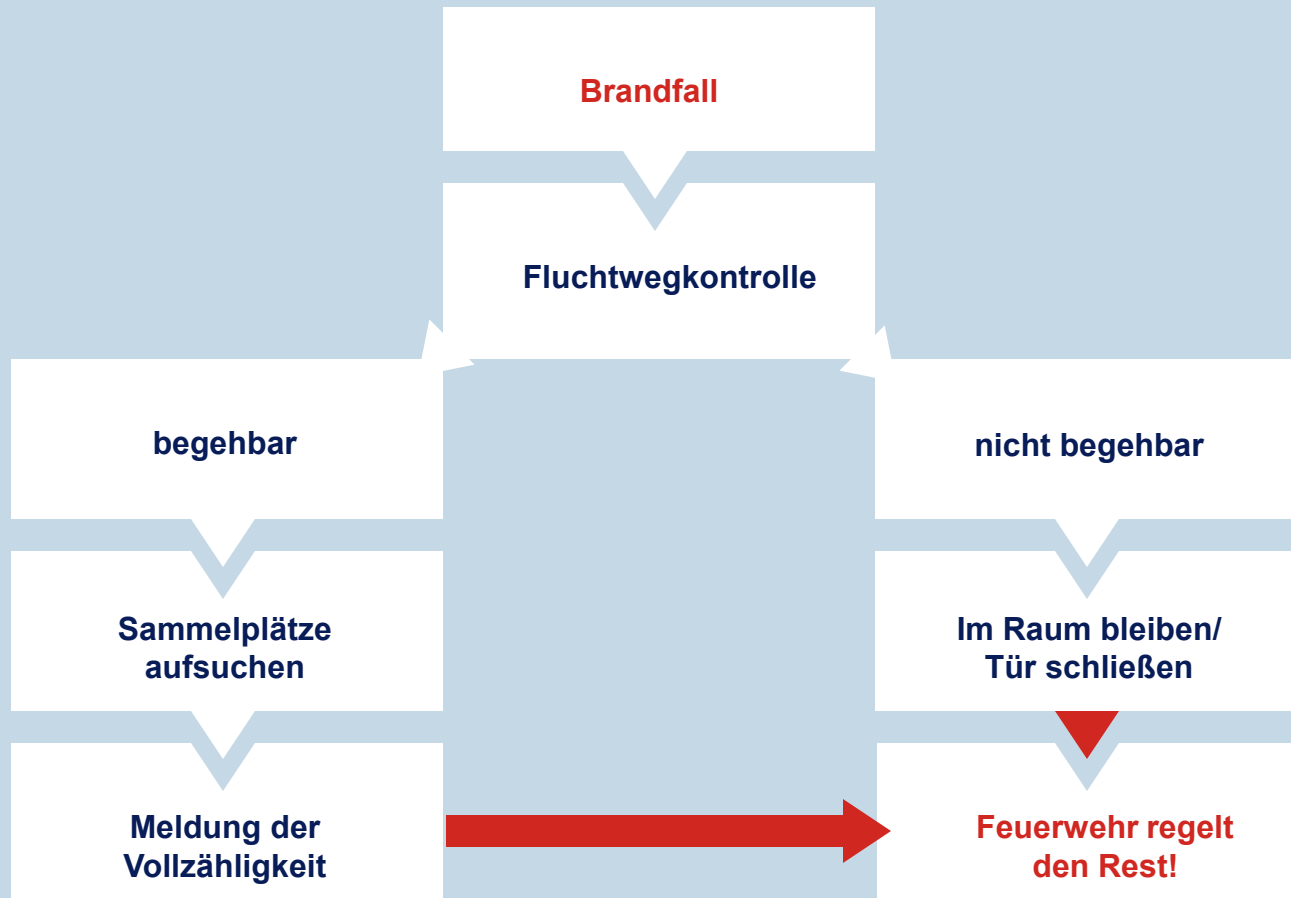 Brandfall
Fluchtwegkontrolle
begehbar
nicht begehbar
Sammelplätze
aufsuchen
Im Raum bleiben/
Tür schließen
Meldung der
Vollzähligkeit
Feuerwehr regelt
den Rest!